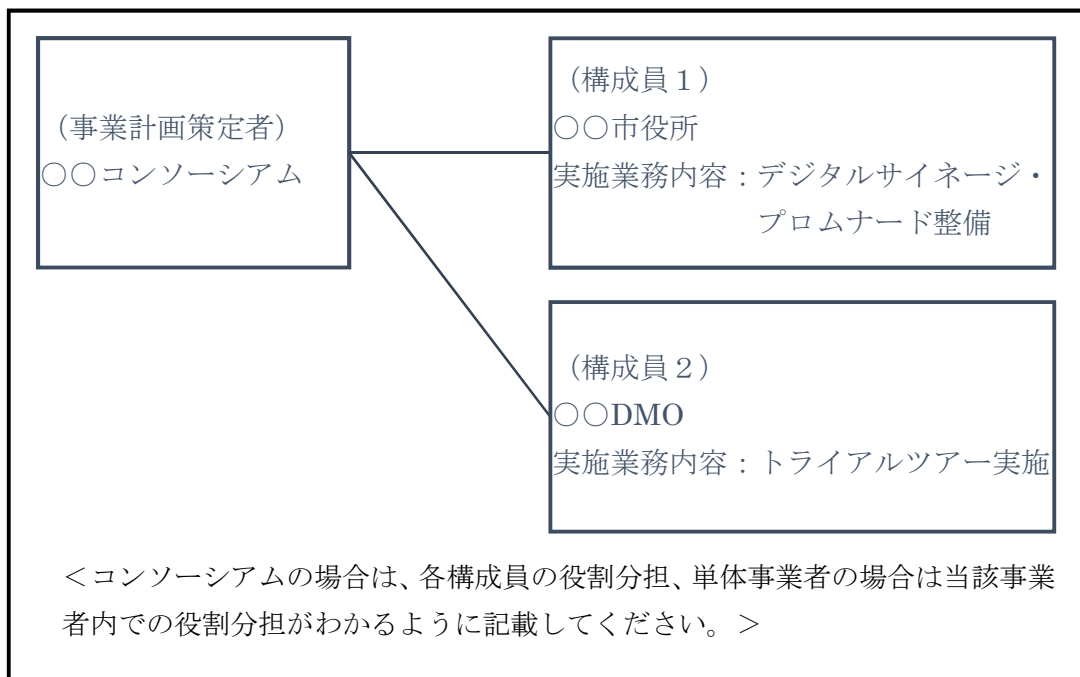 （事業計画策定者）
○○コンソーシアム
（構成員１）
○○市役所
実施業務内容：デジタルサイネージ・
プロムナード整備
（構成員２）
○○DMO
実施業務内容：トライアルツアー実施
＜コンソーシアムの場合は、各構成員の役割分担、単体事業者の場合は当該事業
者内での役割分担がわかるように記載してください。＞